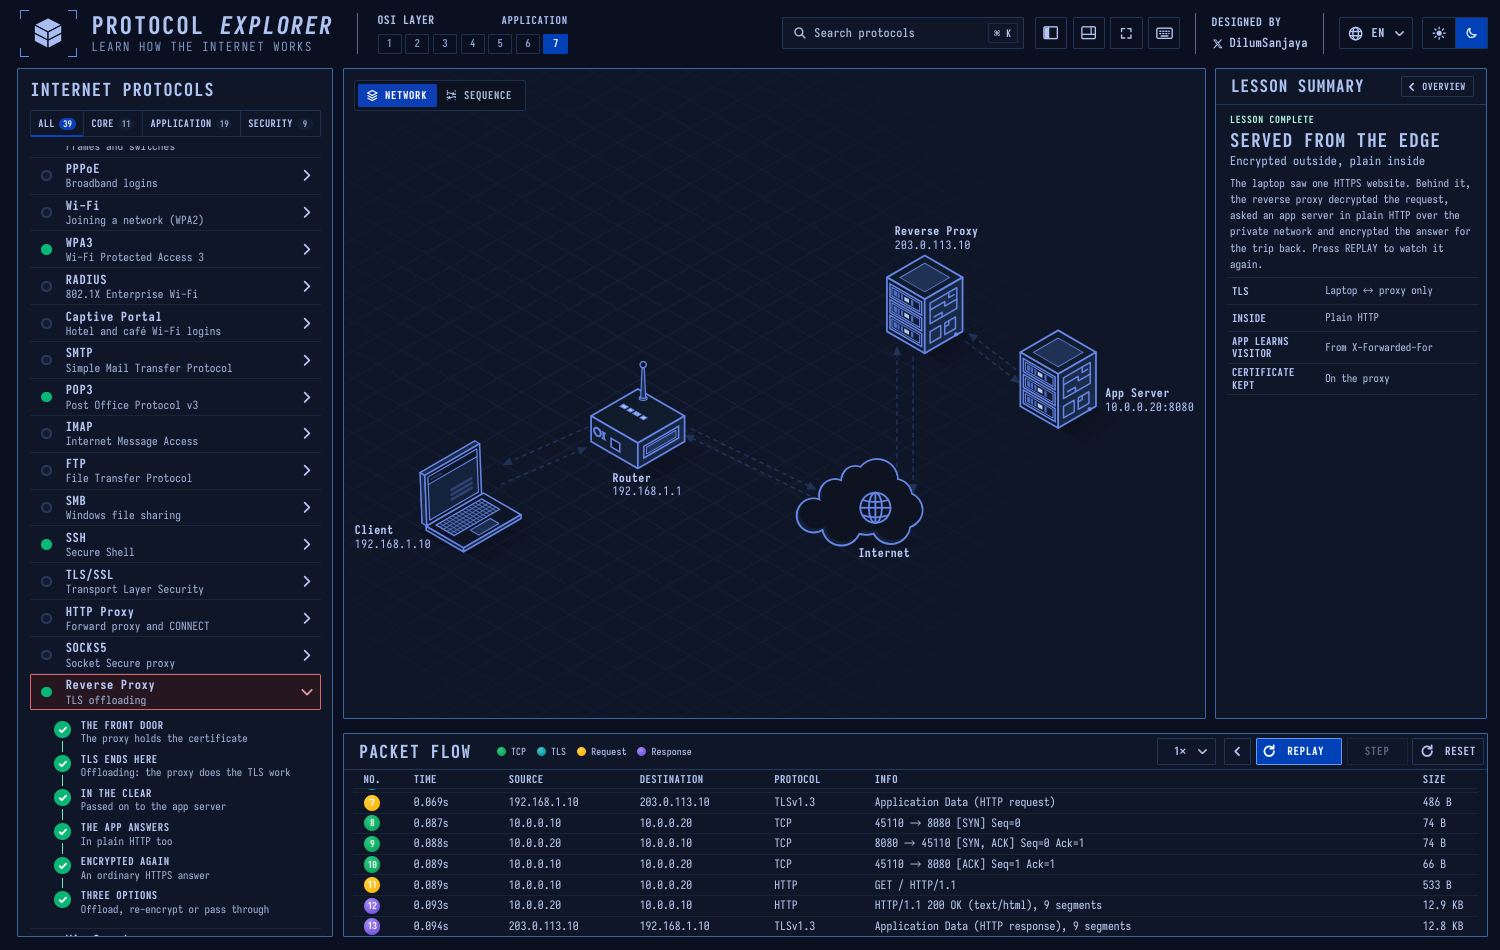 PROTOCOL EXPLORER
LEARN HOW THE INTERNET WORKS
OSI LAYER APPLICATION
1 2 3 4 5 6 7
Search protocols ⌘ K
DESIGNED BY
X DilumSanjaya
EN
INTERNET PROTOCOLS
ALL 39 CORE 11 APPLICATION 19 SECURITY 9
Frames and switches
PPPoE
Broadband logins
Wi-Fi
Joining a network (WPA2)
WPA3
Wi-Fi Protected Access 3
RADIUS
802.1X Enterprise Wi-Fi
Captive Portal
Hotel and café Wi-Fi logins
SMTP
Simple Mail Transfer Protocol
POP3
Post Office Protocol v3
IMAP
Internet Message Access
FTP
File Transfer Protocol
SMB
Windows file sharing
SSH
Secure Shell
TLS/SSL
Transport Layer Security
HTTP Proxy
Forward proxy and CONNECT
SOCKS5
Socket Secure proxy
Reverse Proxy
TLS offloading
THE FRONT DOOR
The proxy holds the certificate
TLS ENDS HERE
Offloading: the proxy does the TLS work
IN THE CLEAR
Passed on to the app server
THE APP ANSWERS
In plain HTTP too
ENCRYPTED AGAIN
An ordinary HTTPS answer
THREE OPTIONS
Offload, re-encrypt or pass through
NETWORK SEQUENCE
Reverse Proxy
203.0.113.10
App Server
10.0.0.20:8080
Router
192.168.1.1
Client
192.168.1.10
Internet
LESSON SUMMARY OVERVIEW
LESSON COMPLETE
SERVED FROM THE EDGE
Encrypted outside, plain inside
The laptop saw one HTTPS website. Behind it,
the reverse proxy decrypted the request,
asked an app server in plain HTTP over the
private network and encrypted the answer for
the trip back. Press REPLAY to watch it
again.
TLS Laptop ↔ proxy only
INSIDE Plain HTTP
APP LEARNS
VISITOR From X-Forwarded-For
CERTIFICATE
KEPT On the proxy
PACKET FLOW TCP TLS Request Response 1× REPLAY STEP RESET
NO. TIME SOURCE DESTINATION PROTOCOL INFO SIZE
7 0.069s 192.168.1.10 203.0.113.10 TLSv1.3 Application Data (HTTP request) 486 B
8 0.087s 10.0.0.10 10.0.0.20 TCP 45110 → 8080 [SYN] Seq=0 74 B
9 0.088s 10.0.0.20 10.0.0.10 TCP 8080 → 45110 [SYN, ACK] Seq=0 Ack=1 74 B
10 0.089s 10.0.0.10 10.0.0.20 TCP 45110 → 8080 [ACK] Seq=1 Ack=1 66 B
11 0.089s 10.0.0.10 10.0.0.20 HTTP GET / HTTP/1.1 533 B
12 0.093s 10.0.0.20 10.0.0.10 HTTP HTTP/1.1 200 OK (text/html), 9 segments 12.9 KB
13 0.094s 203.0.113.10 192.168.1.10 TLSv1.3 Application Data (HTTP response), 9 segments 12.8 KB